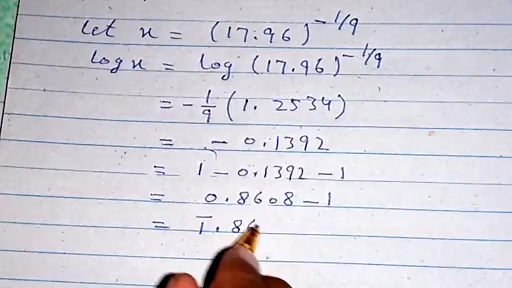 let x = (17.96)^-1/9
log x = log (17.96)^-1/9
= - 1/9 (1.2534)
= - 0.1392
= 1 - 0.1392 - 1
= 0.8608 - 1
= 1̅.86